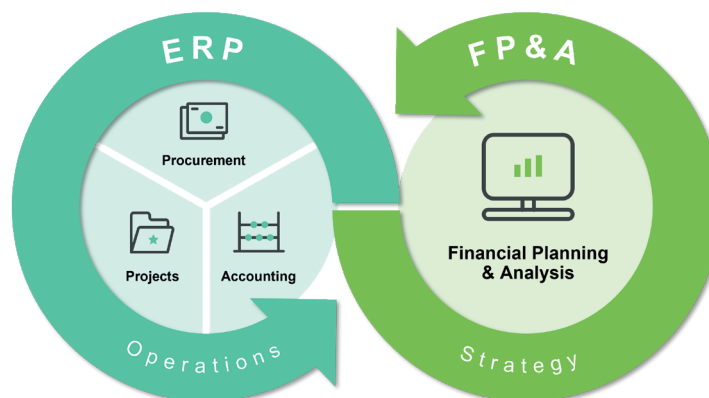 ERP
FP&A
Procurement
Projects
Accounting
Financial Planning
& Analysis
Operations
Strategy